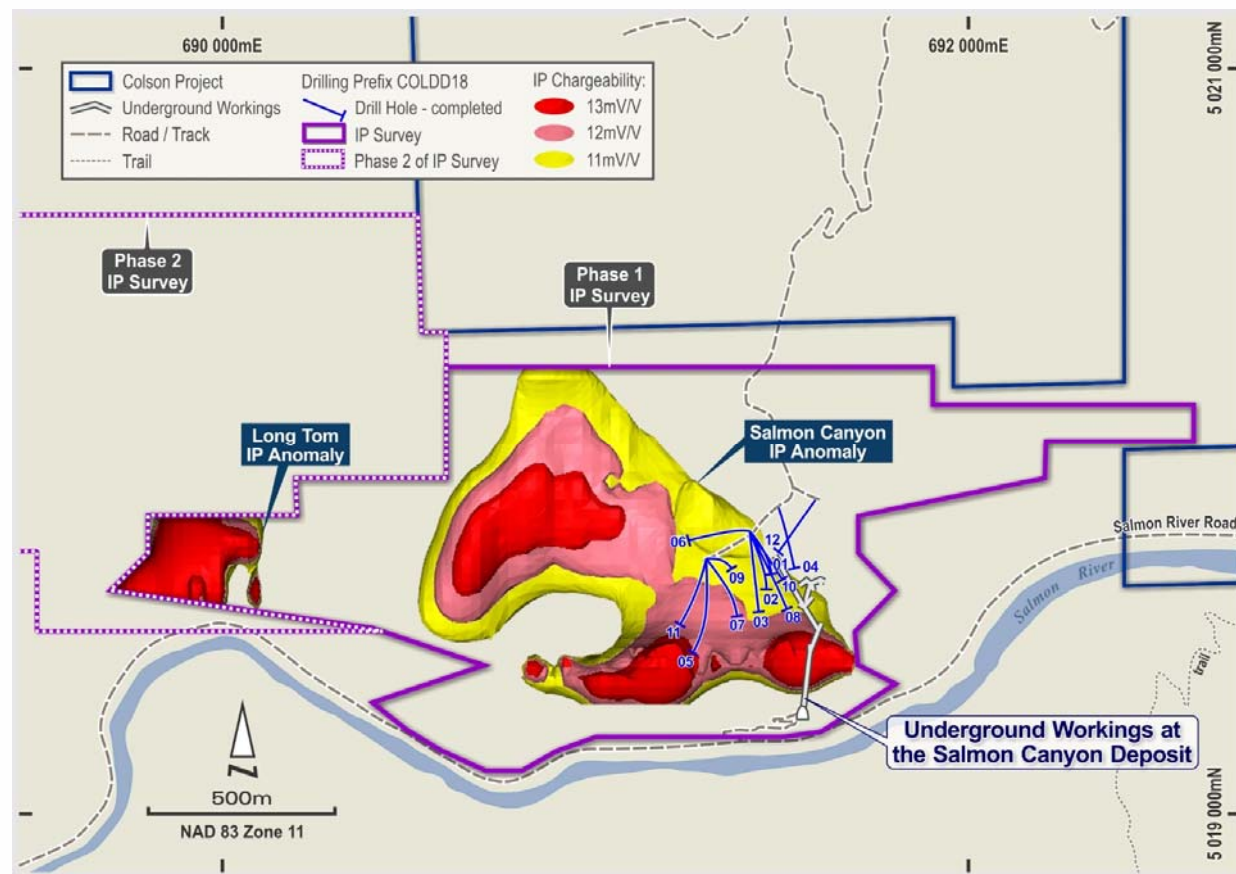 690 000mE
692 000mE
5 021 000mN
Colson Project
Underground Workings
Road / Track
Trail
Drilling Prefix COLDD18
Drill Hole - completed
IP Survey
Phase 2 of IP Survey
IP Chargeability:
13mV/V
12mV/V
11mV/V
Phase 2
IP Survey
Phase 1
IP Survey
Long Tom
IP Anomaly
Salmon Canyon
IP Anomaly
Salmon River Road
Salmon River
trail
06
12
01
04
09
10
02
11
07
03
08
05
Underground Workings at
the Salmon Canyon Deposit
N
500m
NAD 83 Zone 11
5 019 000mN